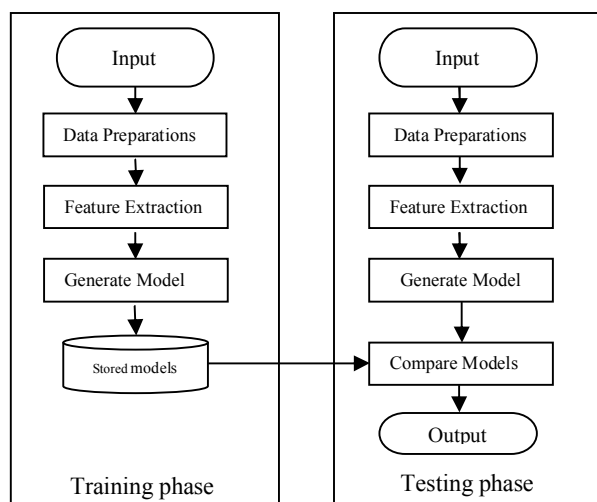 Input
Data Preparations
Feature Extraction
Generate Model
Stored models
Training phase
Input
Data Preparations
Feature Extraction
Generate Model
Compare Models
Output
Testing phase